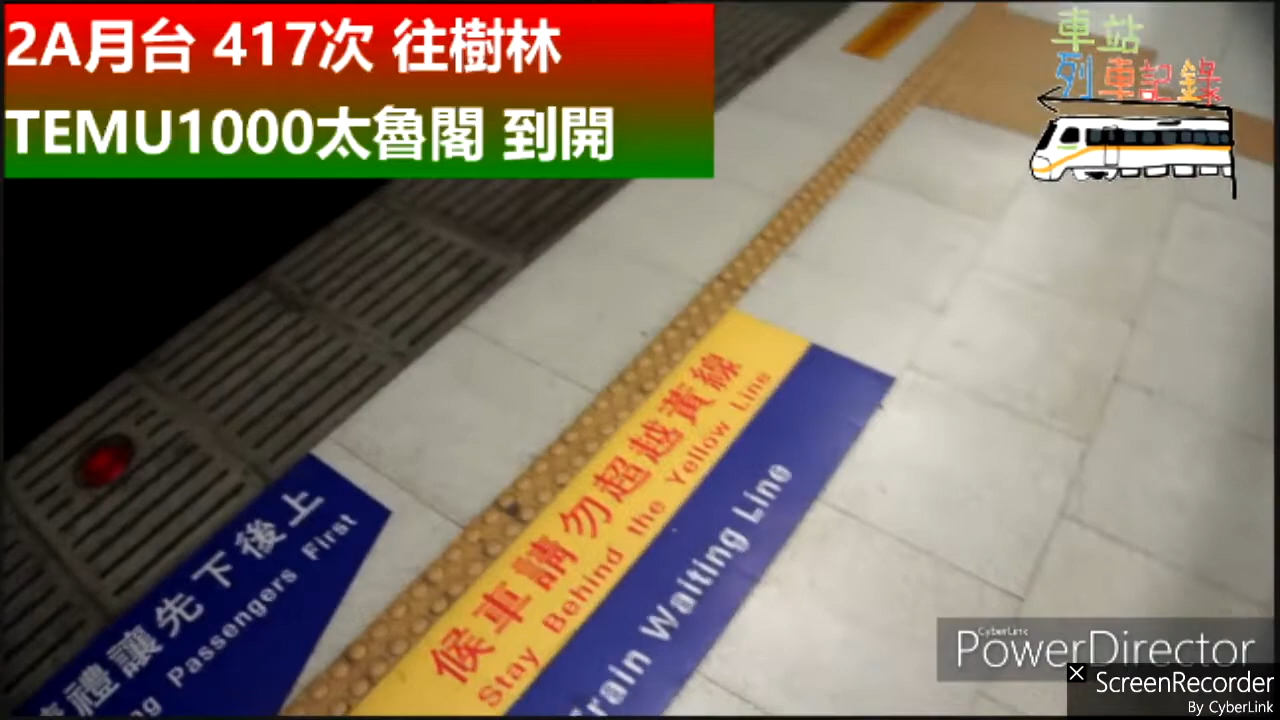 2A月台 417次 往樹林
TEMU1000太魯閣 到開
車站
列車記錄
候車請勿超越黃線
Stay Behind the Yellow Line
Train Waiting Line
禮讓先下後上
Passengers First
CyberLink
PowerDirector
ScreenRecorder
By CyberLink